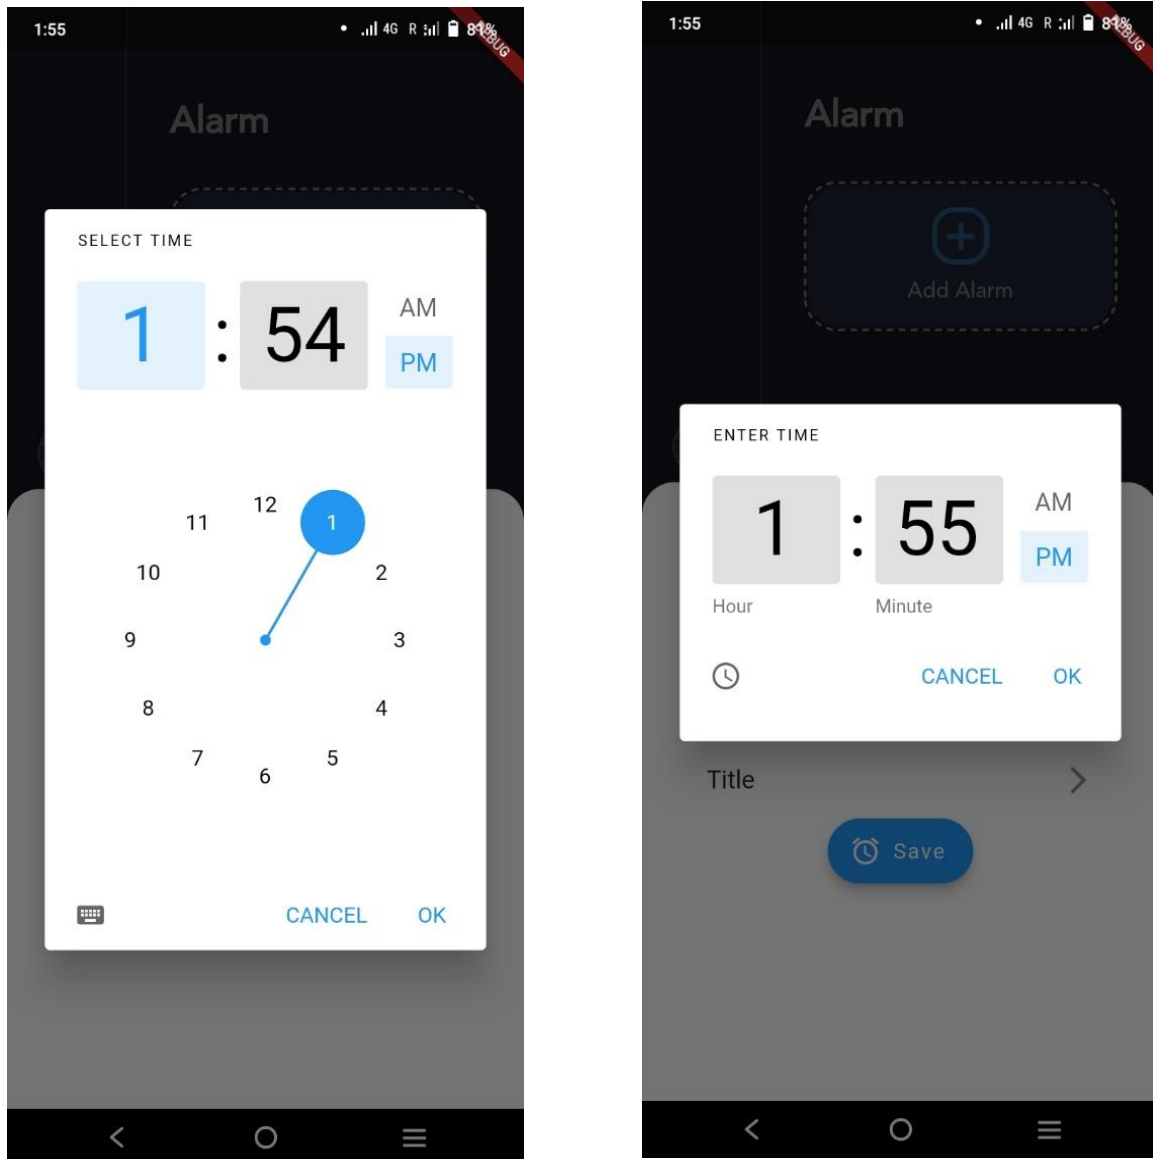 1:55
4G R 81%
DEBUG
Alarm
SELECT TIME
1 : 54
AM
PM
12
11
1
10
2
9
3
8
4
7
5
6
CANCEL OK
1:55
4G R 81%
DEBUG
Alarm
Add Alarm
ENTER TIME
1 : 55
AM
PM
Hour Minute
CANCEL OK
Title
Save